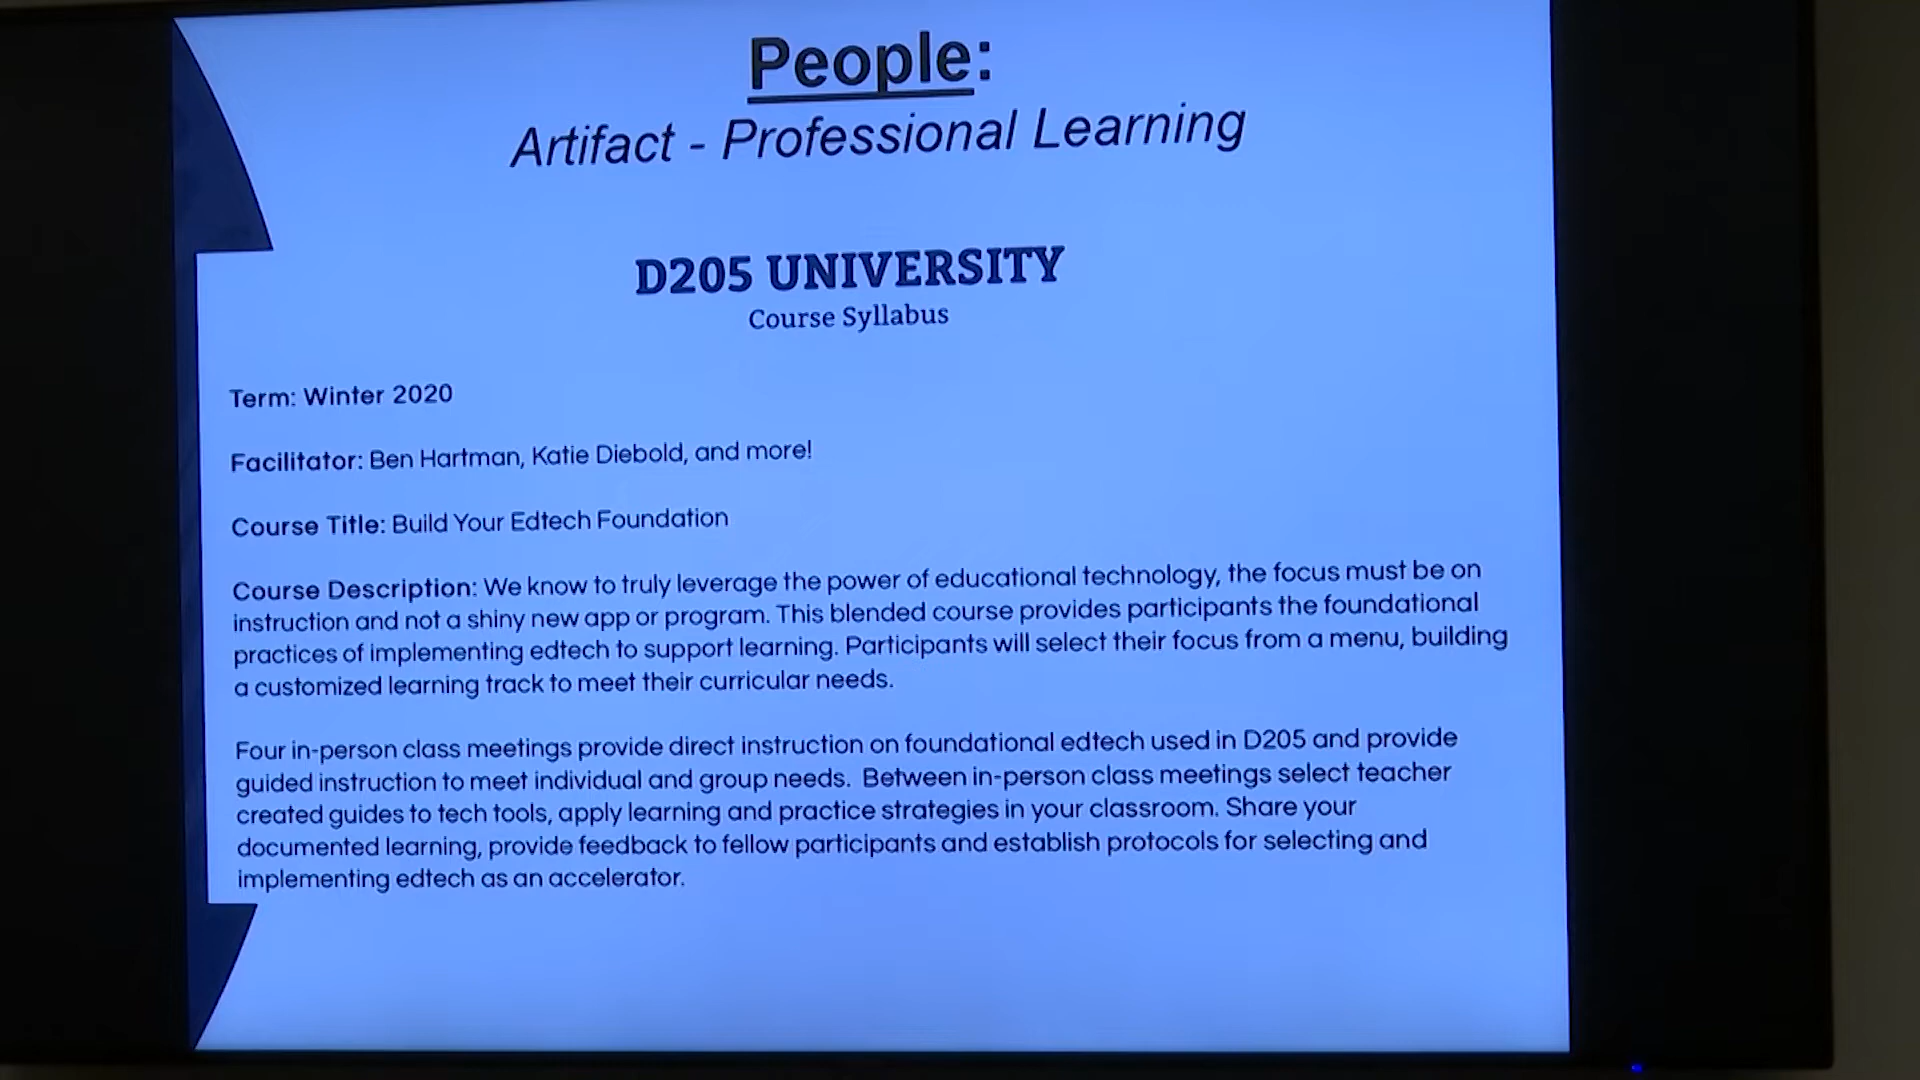 People:
Artifact - Professional Learning
D205 UNIVERSITY
Course Syllabus
Term: Winter 2020
Facilitator: Ben Hartman, Katie Diebold, and more!
Course Title: Build Your Edtech Foundation
Course Description: We know to truly leverage the power of educational technology, the focus must be on
instruction and not a shiny new app or program. This blended course provides participants the foundational
practices of implementing edtech to support learning. Participants will select their focus from a menu, building
a customized learning track to meet their curricular needs.
Four in-person class meetings provide direct instruction on foundational edtech used in D205 and provide
guided instruction to meet individual and group needs. Between in-person class meetings select teacher
created guides to tech tools, apply learning and practice strategies in your classroom. Share your
documented learning, provide feedback to fellow participants and establish protocols for selecting and
implementing edtech as an accelerator.